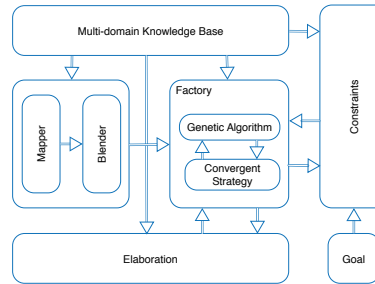 Multi-domain Knowledge Base
Mapper
Blender
Factory
Genetic Algorithm
Convergent
Strategy
Constraints
Elaboration
Goal